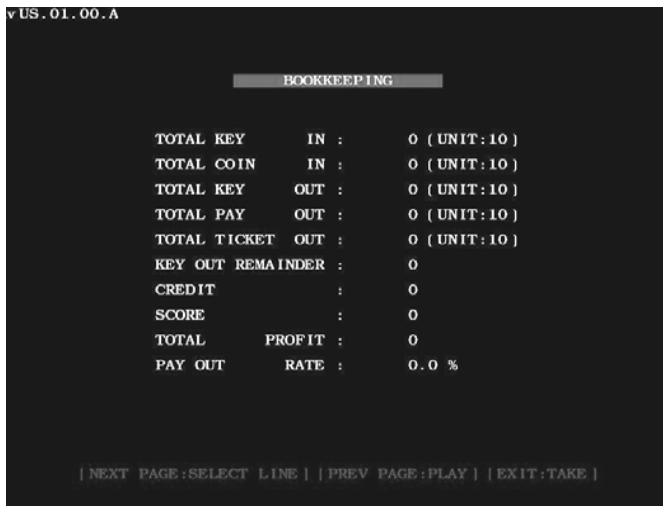 vUS.01.00.A
BOOKKEEPING
TOTAL KEY IN : 0 (UNIT:10)
TOTAL COIN IN : 0 (UNIT:10)
TOTAL KEY OUT : 0 (UNIT:10)
TOTAL PAY OUT : 0 (UNIT:10)
TOTAL TICKET OUT : 0 (UNIT:10)
KEY OUT REMAINDER : 0
CREDIT : 0
SCORE : 0
TOTAL PROFIT : 0
PAY OUT RATE : 0.0 %
[NEXT PAGE:SELECT LINE] [PREV PAGE:PLAY] [EXIT:TAKE]